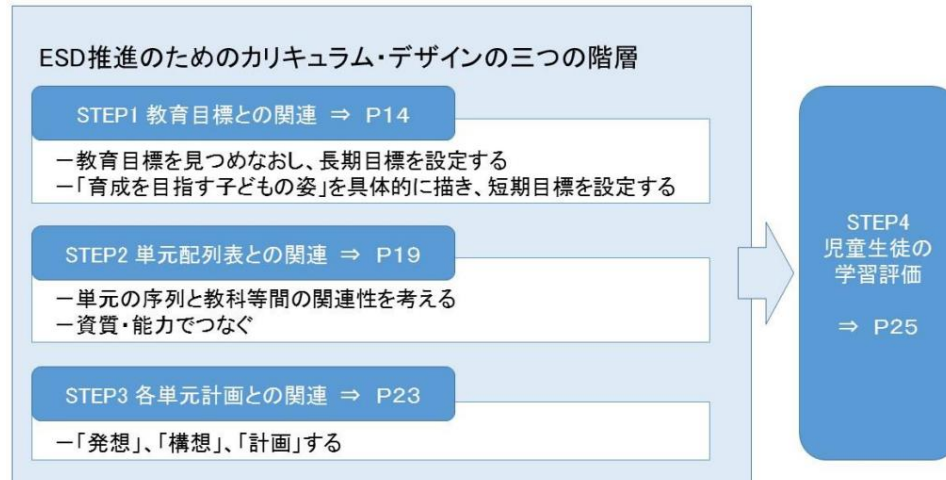 ESD推進のためのカリキュラム・デザインの三つの階層
STEP1 教育目標との関連 ⇒ P14
－教育目標を見つめなおし、長期目標を設定する
－「育成を目指す子どもの姿」を具体的に描き、短期目標を設定する
STEP2 単元配列表との関連 ⇒ P19
－単元の序列と教科等間の関連性を考える
－資質・能力でつなぐ
STEP3 各単元計画との関連 ⇒ P23
－「発想」、「構想」、「計画」する
STEP4
児童生徒の
学習評価
⇒ P25